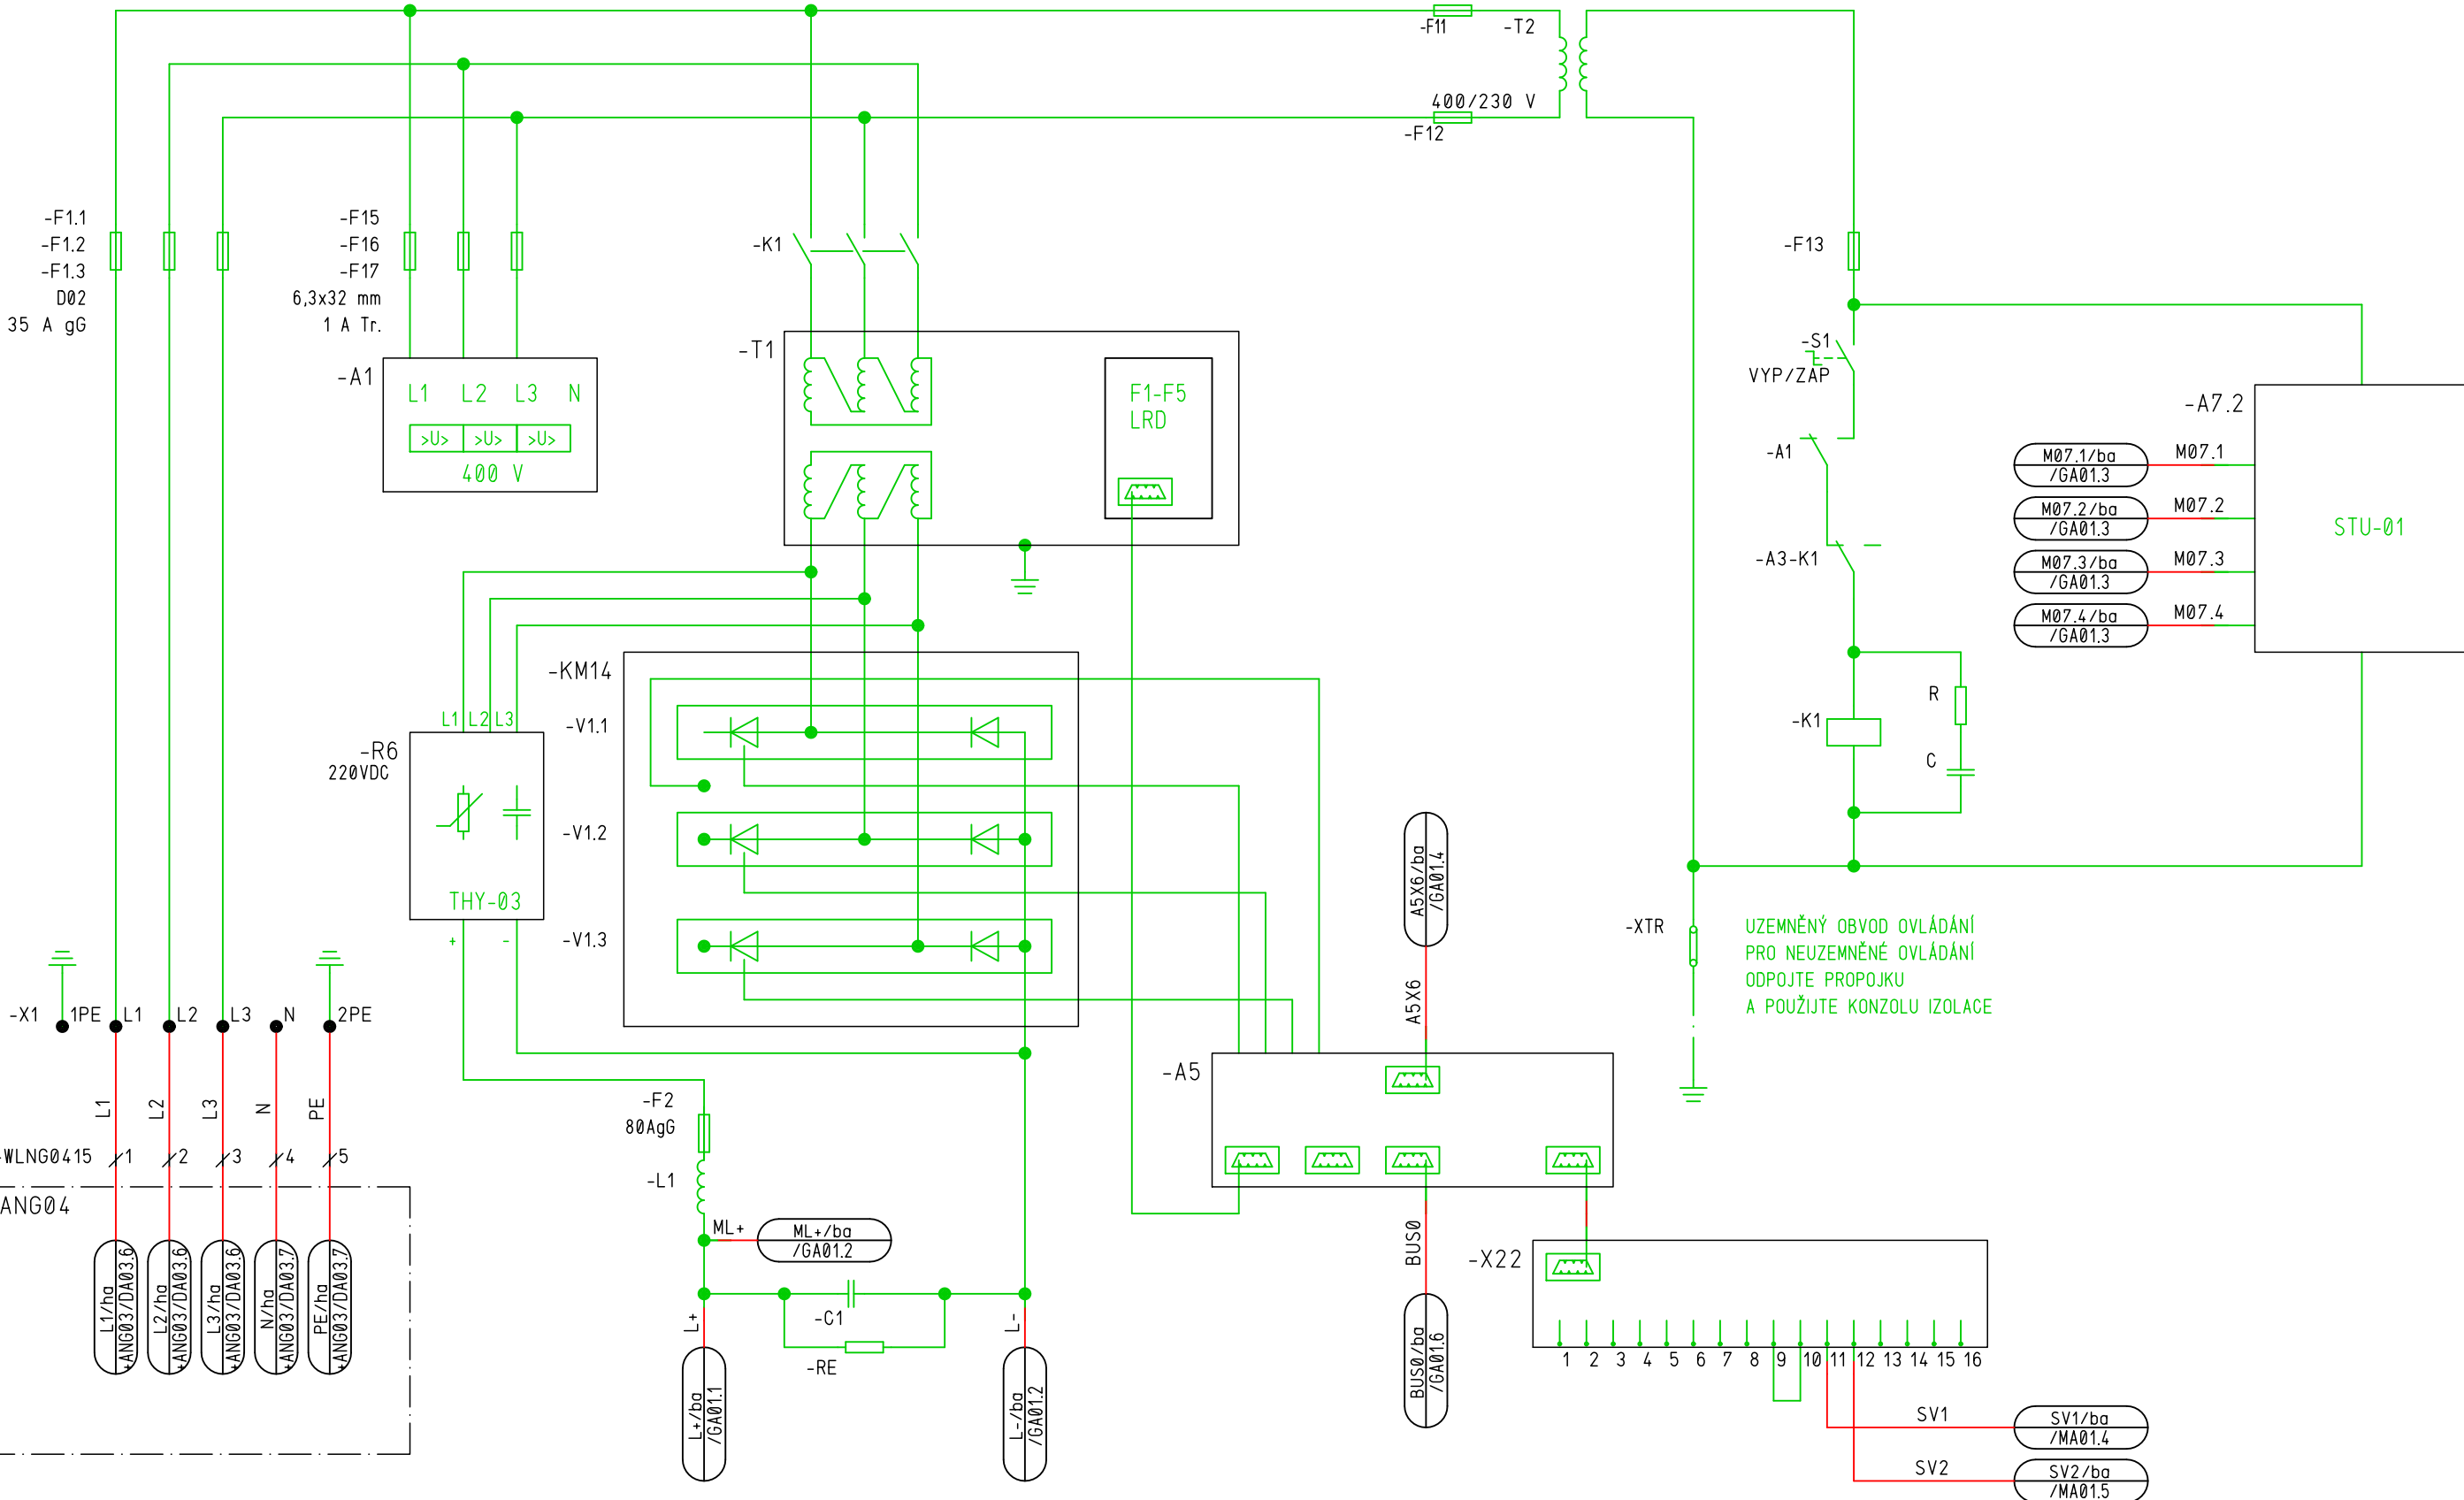 -F11
-T2
400/230 V
-F12
-F1.1
-F1.2
-F1.3
D02
35 A gG
-F15
-F16
-F17
6,3x32 mm
1 A Tr.
-A1
L1 L2 L3 N
>U> >U> >U>
400 V
-K1
-T1
F1-F5
LRD
-F13
-S1
VYP/ZAP
-A1
-A3-K1
-K1
R
C
-A7.2
STU-01
M07.1/ba
/GA01.3
M07.1
M07.2/ba
/GA01.3
M07.2
M07.3/ba
/GA01.3
M07.3
M07.4/ba
/GA01.3
M07.4
-KM14
-V1.1
-V1.2
-V1.3
L1 L2 L3
-R6
220VDC
THY-03
+ -
-XTR
UZEMNĚNÝ OBVOD OVLÁDÁNÍ
PRO NEUZEMNĚNÉ OVLÁDÁNÍ
ODPOJTE PROPOJKU
A POUŽIJTE KONZOLU IZOLACE
A5X6/ba
/GA01.4
A5X6
-A5
-X1
1PE
L1
L2
L3
N
2PE
L1
L2
L3
N
PE
-WLNG0415
1
2
3
4
5
ANG04
L1/ha
+ANG03/DA03.6
L2/ha
+ANG03/DA03.6
L3/ha
+ANG03/DA03.6
N/ha
+ANG03/DA03.7
PE/ha
+ANG03/DA03.7
-F2
80AgG
-L1
ML+
ML+/ba
/GA01.2
-C1
-RE
L+
L-
L+/ba
/GA01.1
L-/ba
/GA01.2
BUS0
BUS0/ba
/GA01.6
-X22
1 2 3 4 5 6 7 8 9 10 11 12 13 14 15 16
SV1
SV1/ba
/MA01.4
SV2
SV2/ba
/MA01.5